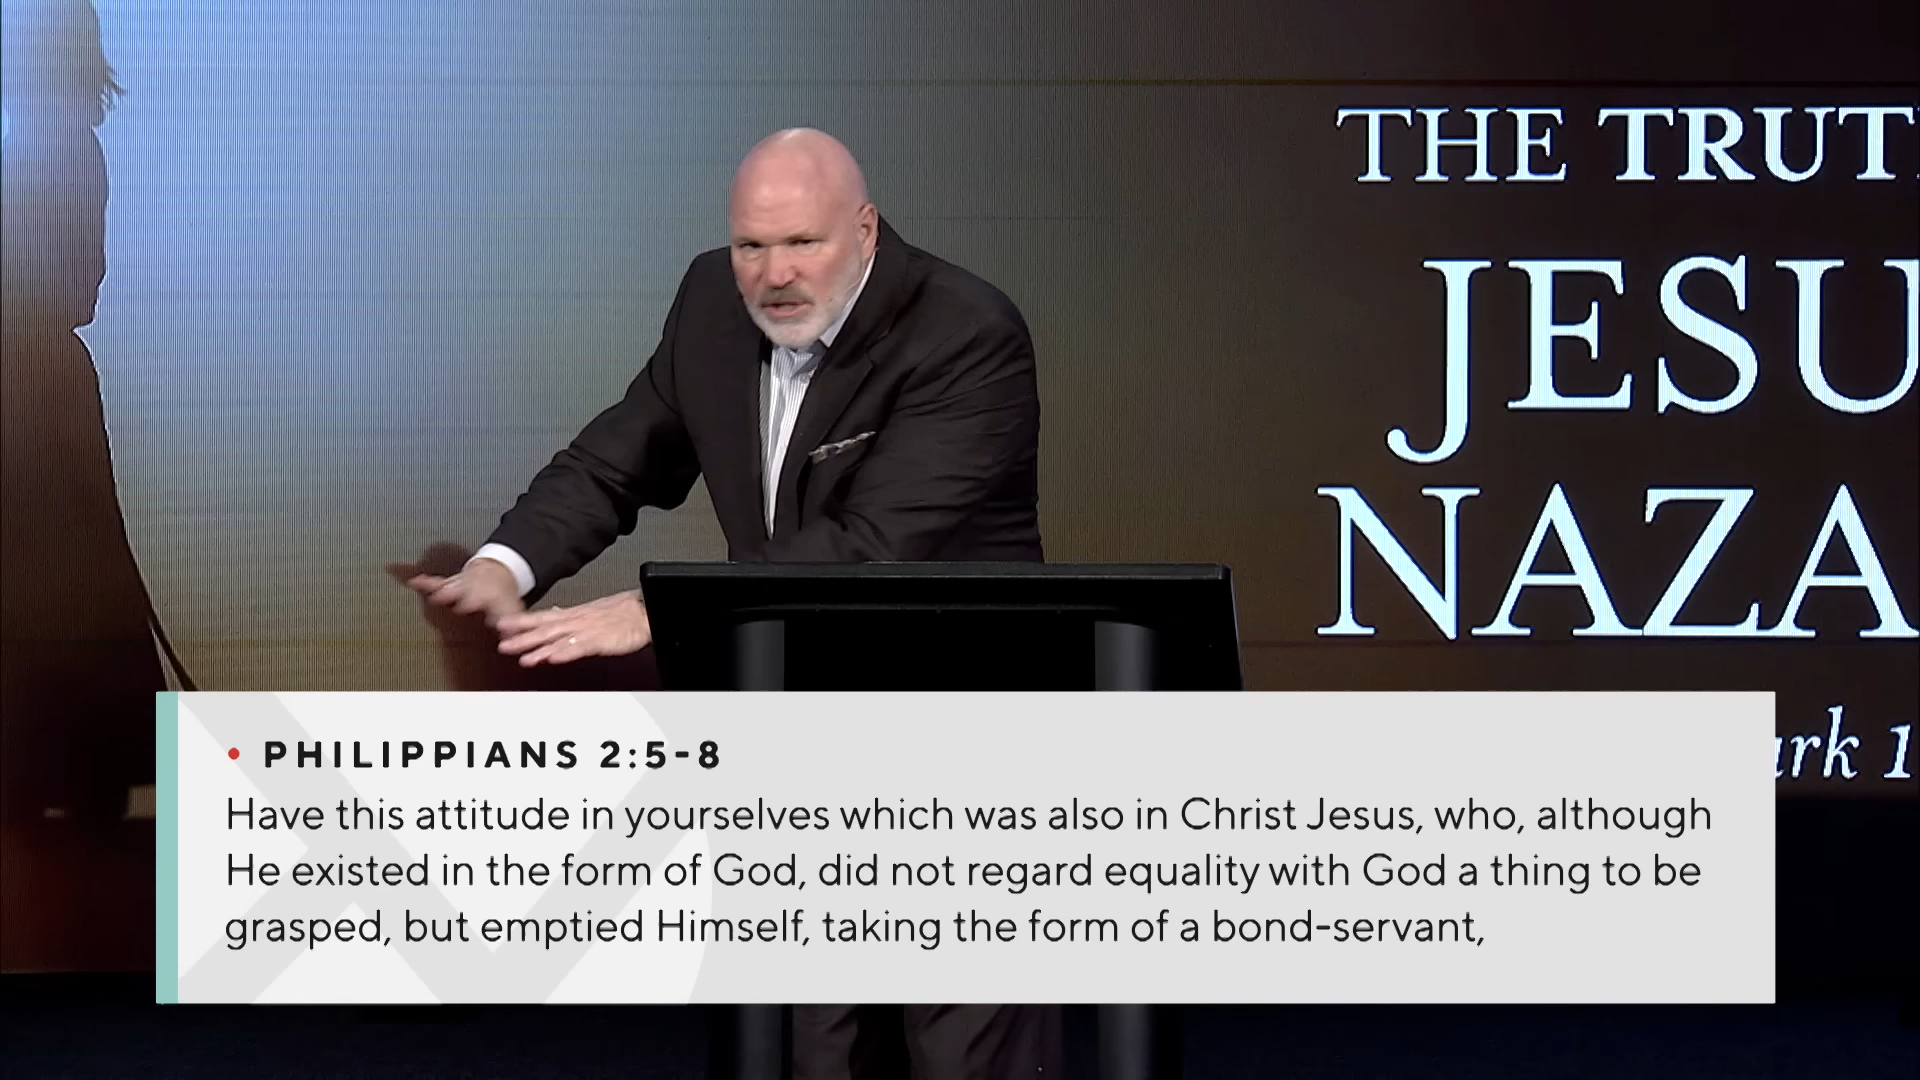 THE TRUT
JESU
NAZA
ark 1
• PHILIPPIANS 2:5-8
Have this attitude in yourselves which was also in Christ Jesus, who, although
He existed in the form of God, did not regard equality with God a thing to be
grasped, but emptied Himself, taking the form of a bond-servant,